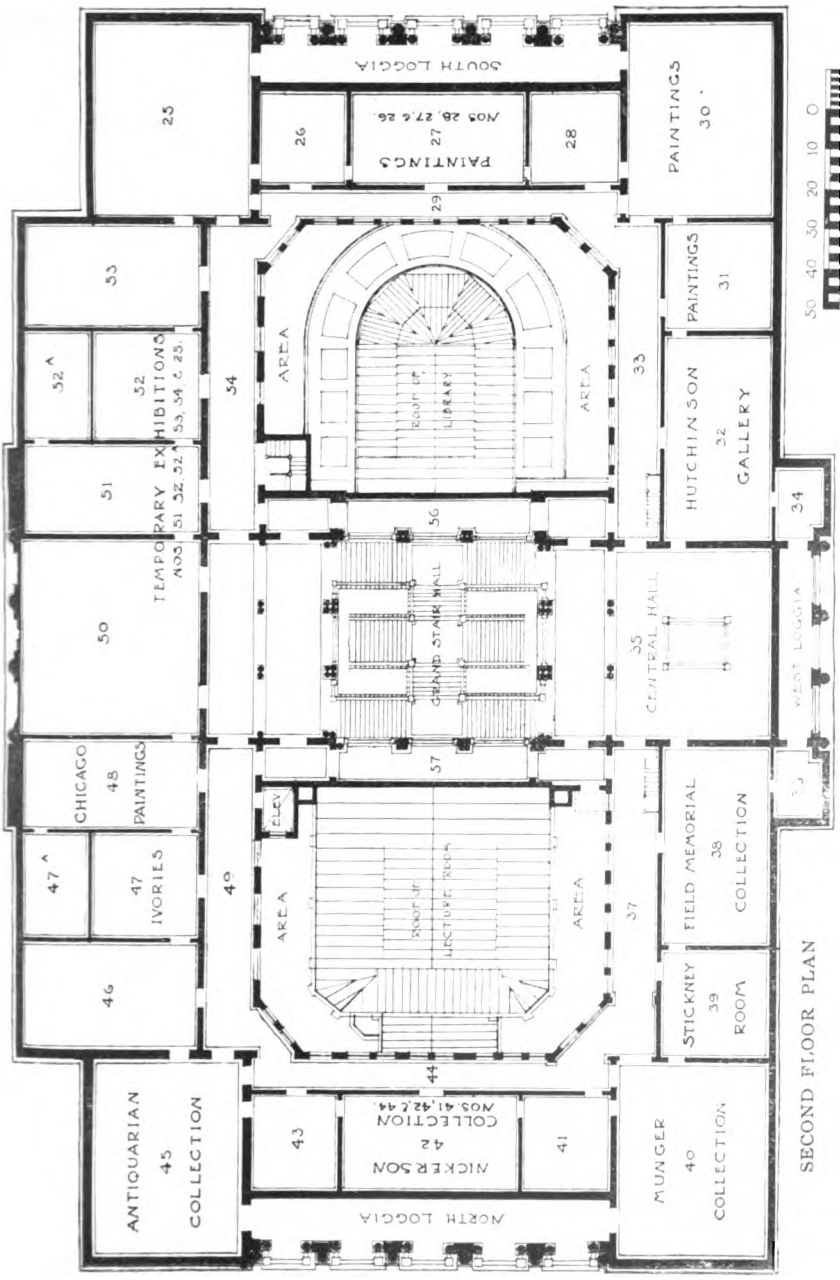 25
SOUTH LOGGIA
26
PAINTINGS
27
NOS 28, 27, & 26.
28
PAINTINGS
30
29
53
52 A
52
51
TEMPORARY EXHIBITIONS
NOS 51 52, 52 A 53, 54, & 25.
54
AREA
ROOF OF
LIBRARY
AREA
33
PAINTINGS
31
HUTCHINSON
32
GALLERY
34
50 40 30 20 10 0
50
56
GRAND STAIR HALL
57
35
CENTRAL HALL
WEST LOGGIA
CHICAGO
48
PAINTINGS
47 A
47
IVORIES
46
49
ELEV
AREA
ROOF OF
LECTURE ROOM
AREA
37
FIELD MEMORIAL
38
COLLECTION
STICKNEY
39
ROOM
44
ANTIQUARIAN
45
COLLECTION
43
NICKERSON
42
COLLECTION
NOS. 41, 42, & 44.
41
NORTH LOGGIA
MUNGER
40
COLLECTION
SECOND FLOOR PLAN